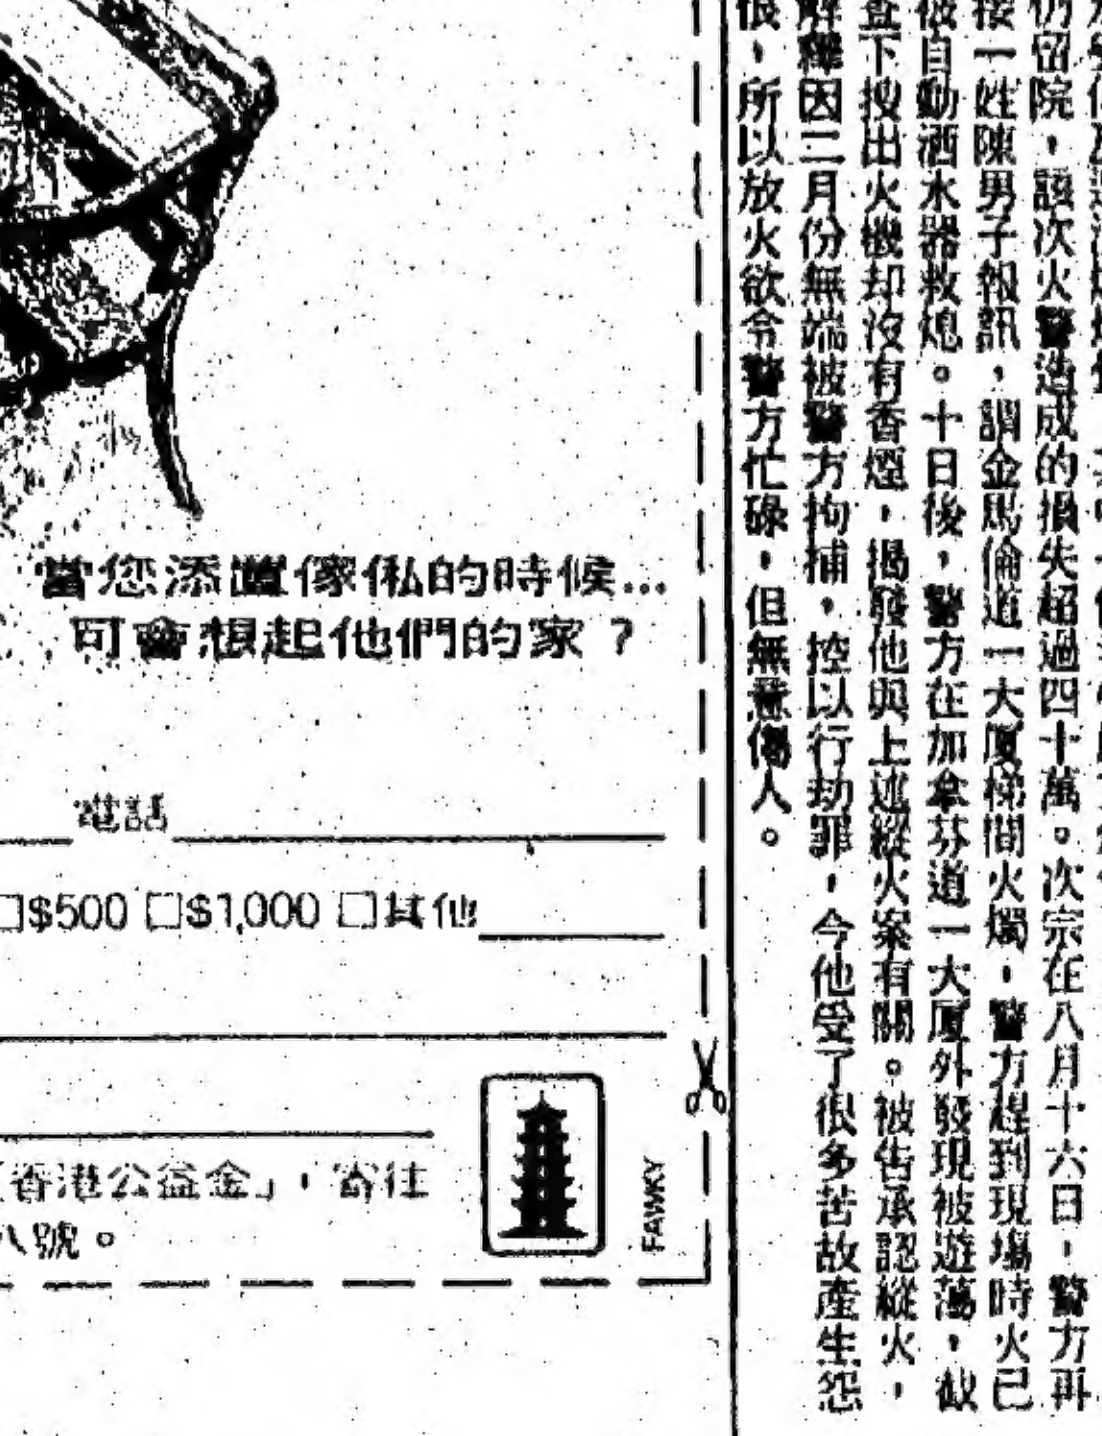 仍留院，該次火警造成的損失超過四十萬。次宗在八月十六日，警方再
接一姓陳男子報訊，謂金馬倫道一大廈梯間火燭，警方趕到現場時火已
被自動洒水器救熄。十日後，警方在加拿芬道一大厦外發現被遊蕩，截
查下搜出火機却沒有香煙，揭發他與上述縱火案有關。被告承認縱火，
解釋因二月份無端被警方拘捕，控以行劫罪，令他受了很多苦故產生怨
恨，所以放火欲令警方忙碌，但無意傷人。
當您添置傢俬的時候...
可會想起他們的家？
電話
□$500 □$1,000 □其他
「香港公益金」，寄往
八號。
FAWKY